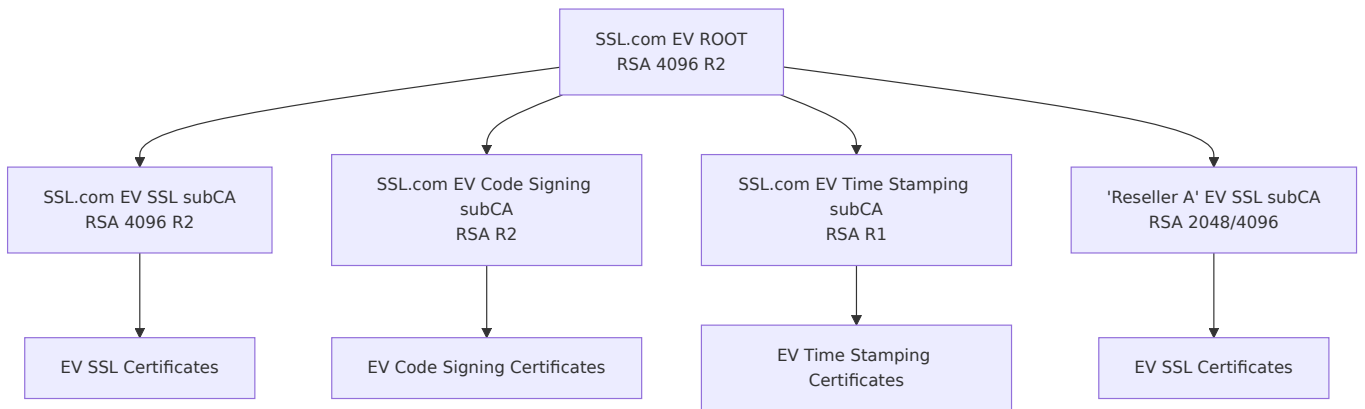 SSL.com EV ROOT
RSA 4096 R2
SSL.com EV SSL subCA
RSA 4096 R2
SSL.com EV Code Signing
subCA
RSA R2
SSL.com EV Time Stamping
subCA
RSA R1
'Reseller A' EV SSL subCA
RSA 2048/4096
EV SSL Certificates
EV Code Signing Certificates
EV Time Stamping
Certificates
EV SSL Certificates